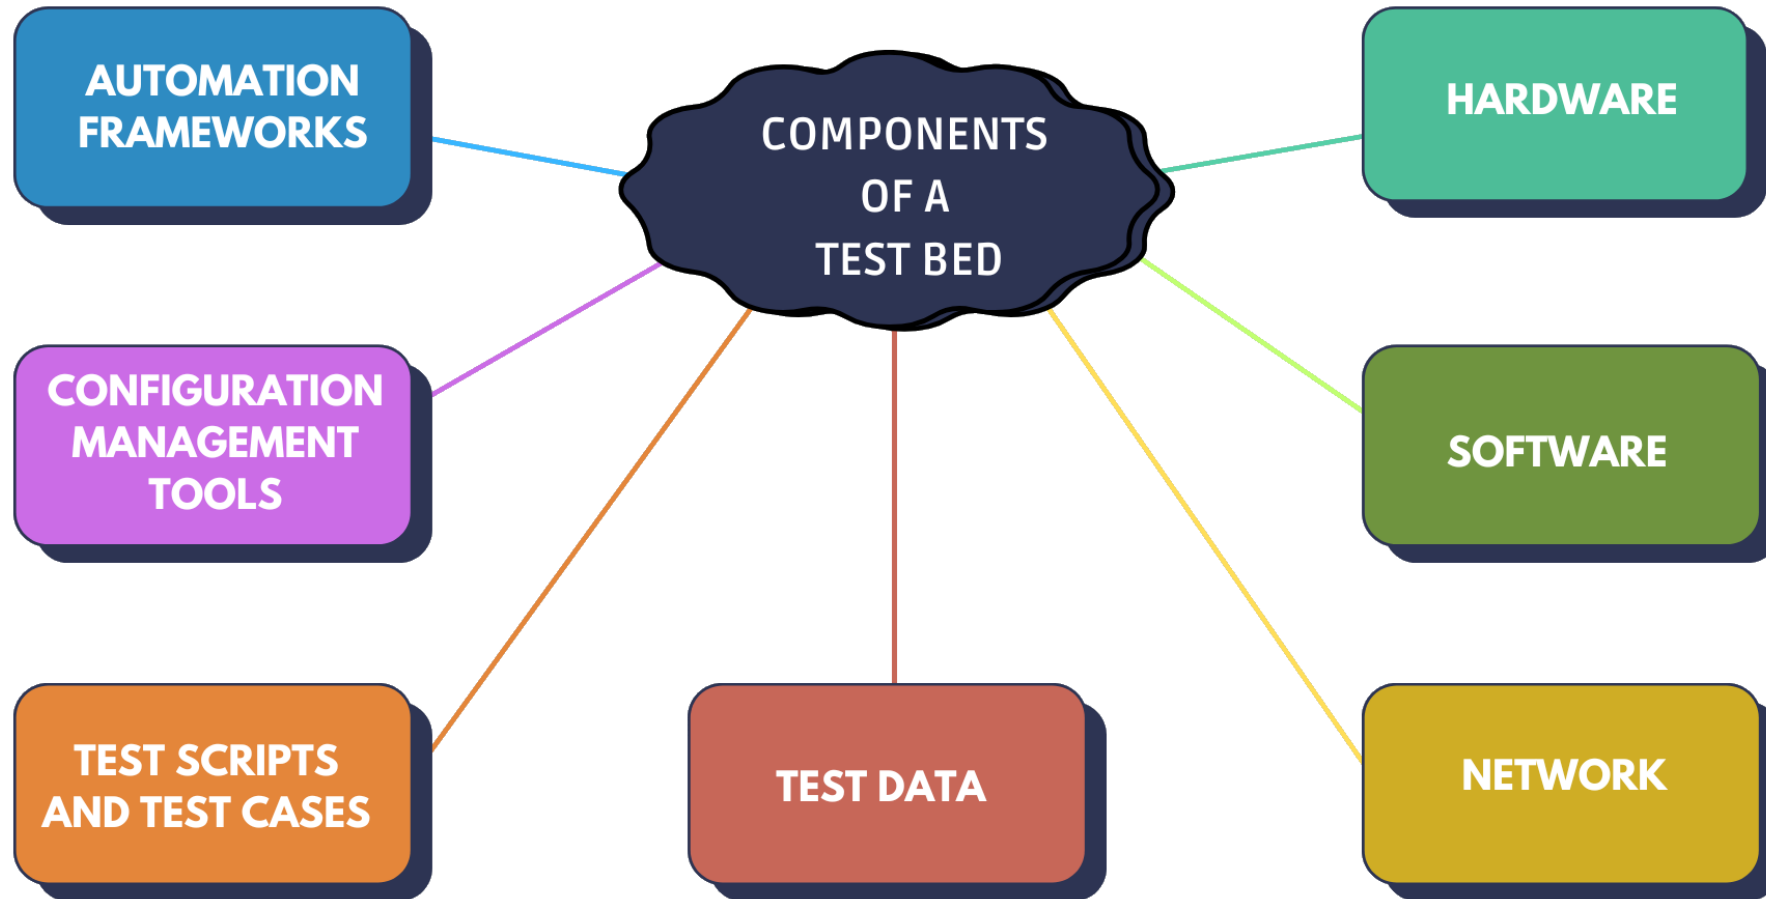 COMPONENTS
OF A
TEST BED
AUTOMATION
FRAMEWORKS
CONFIGURATION
MANAGEMENT
TOOLS
TEST SCRIPTS
AND TEST CASES
TEST DATA
NETWORK
SOFTWARE
HARDWARE